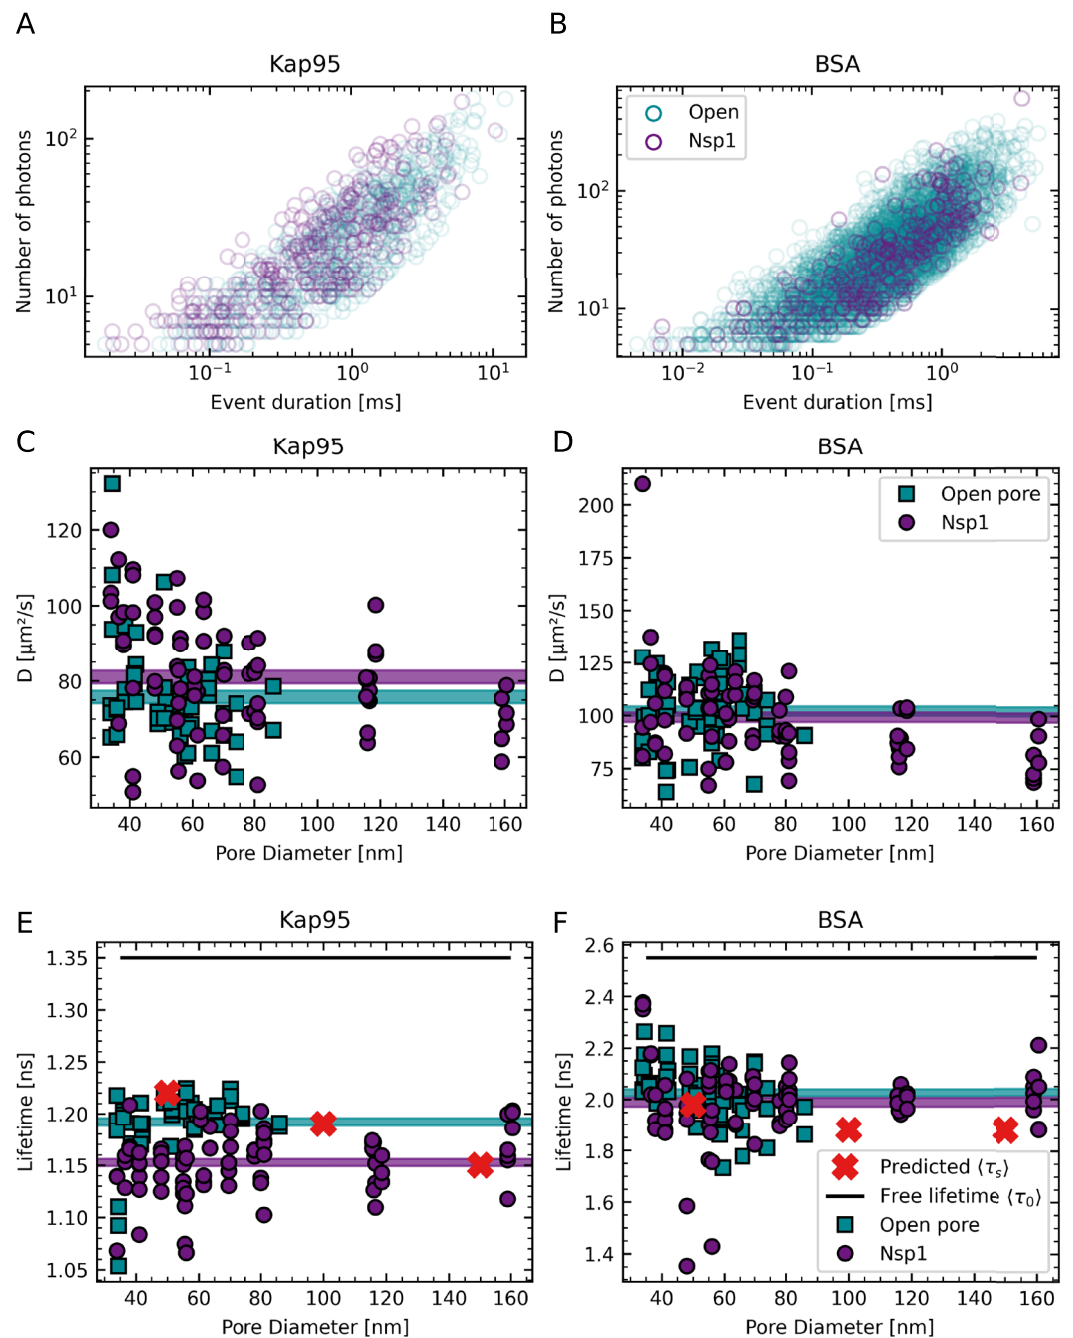 A
B
Kap95
BSA
Number of photons
10²
10¹
10⁻¹
10⁰
10¹
Event duration [ms]
Number of photons
10²
10¹
Open
Nsp1
10⁻²
10⁻¹
10⁰
Event duration [ms]
C
D
Kap95
BSA
D [μm²/s]
120
100
80
60
40 60 80 100 120 140 160
Pore Diameter [nm]
D [μm²/s]
200
175
150
125
100
75
Open pore
Nsp1
40 60 80 100 120 140 160
Pore Diameter [nm]
E
F
Kap95
BSA
Lifetime [ns]
1.35
1.30
1.25
1.20
1.15
1.10
1.05
40 60 80 100 120 140 160
Pore Diameter [nm]
Lifetime [ns]
2.6
2.4
2.2
2.0
1.8
1.6
1.4
Predicted ⟨τₛ⟩
Free lifetime ⟨τ₀⟩
Open pore
Nsp1
40 60 80 100 120 140 160
Pore Diameter [nm]